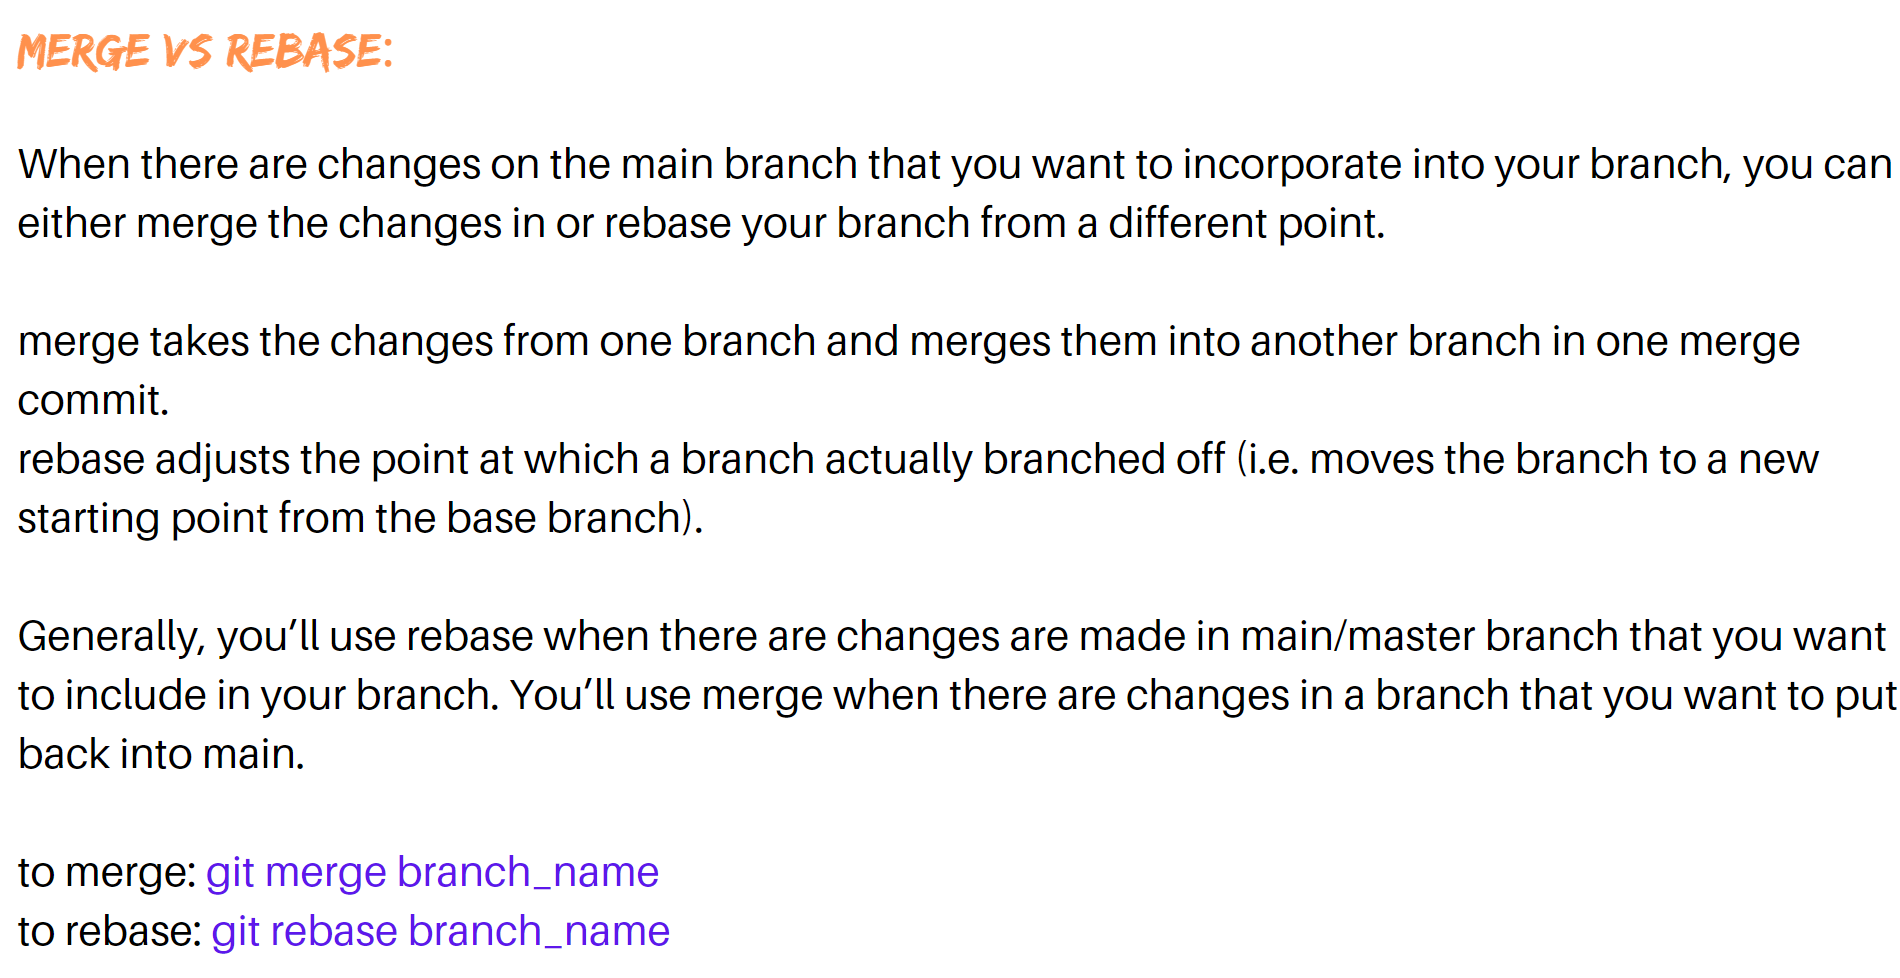 MERGE VS REBASE:
When there are changes on the main branch that you want to incorporate into your branch, you can
either merge the changes in or rebase your branch from a different point.
merge takes the changes from one branch and merges them into another branch in one merge
commit.
rebase adjusts the point at which a branch actually branched off (i.e. moves the branch to a new
starting point from the base branch).
Generally, you’ll use rebase when there are changes are made in main/master branch that you want
to include in your branch. You’ll use merge when there are changes in a branch that you want to put
back into main.
to merge: git merge branch_name
to rebase: git rebase branch_name